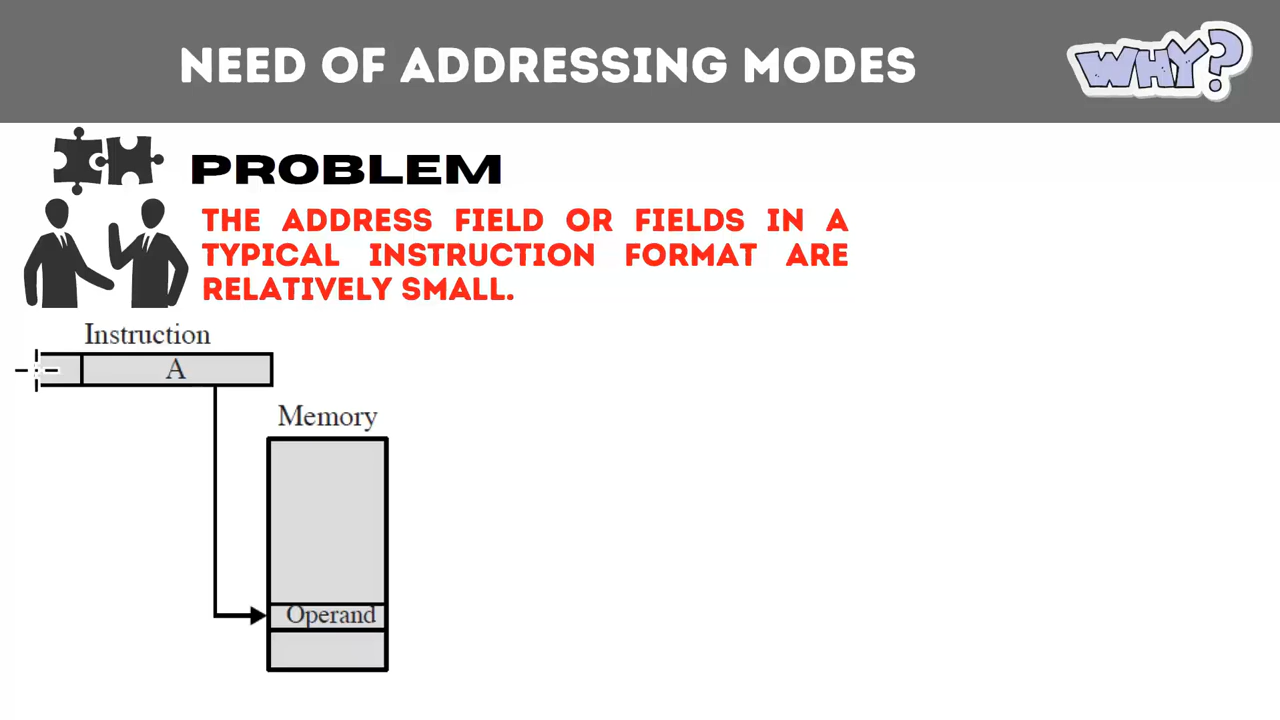 NEED OF ADDRESSING MODES
WHY?
PROBLEM
THE ADDRESS FIELD OR FIELDS IN A
TYPICAL INSTRUCTION FORMAT ARE
RELATIVELY SMALL.
Instruction
A
Memory
Operand